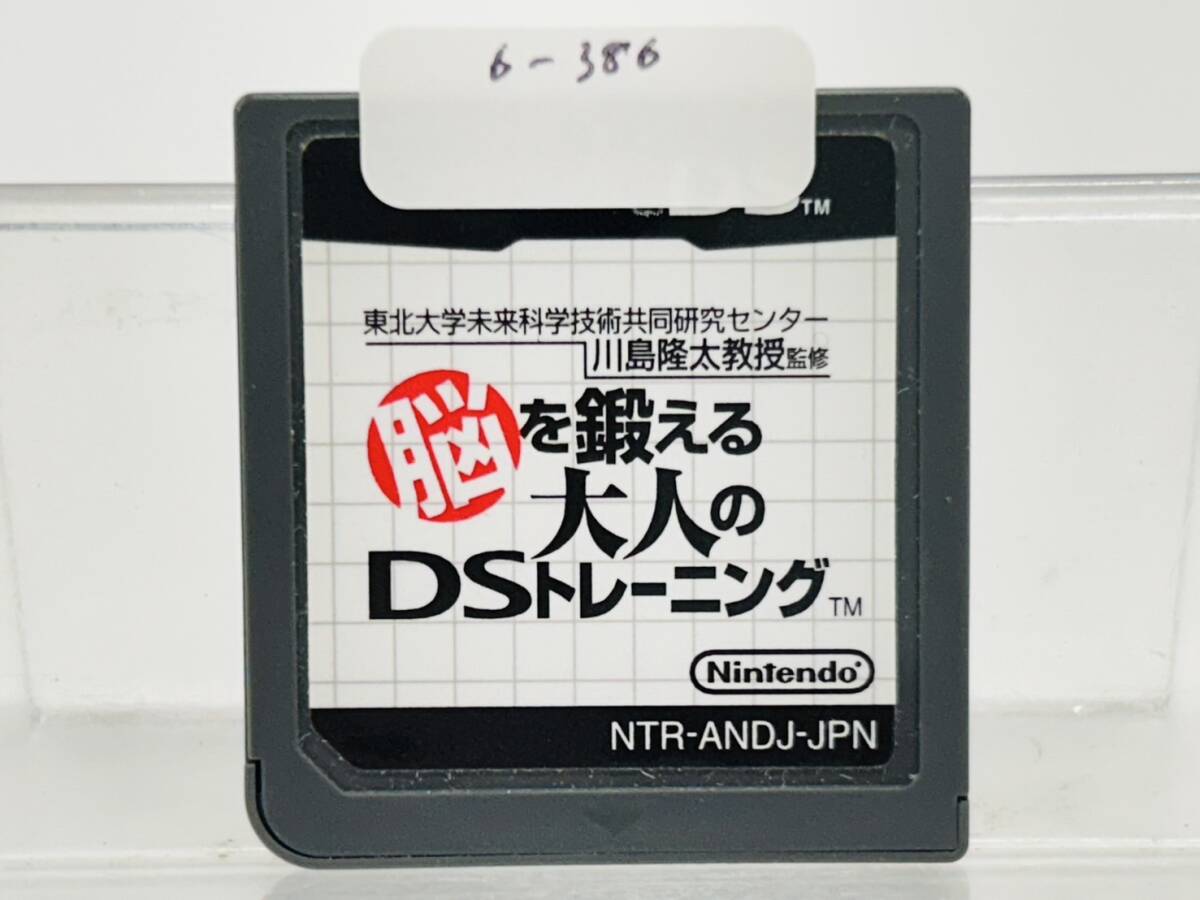 6-386
TM
東北大学未来科学技術共同研究センター
川島隆太教授監修
脳を鍛える
大人の
DSトレーニング TM
Nintendo
NTR-ANDJ-JPN